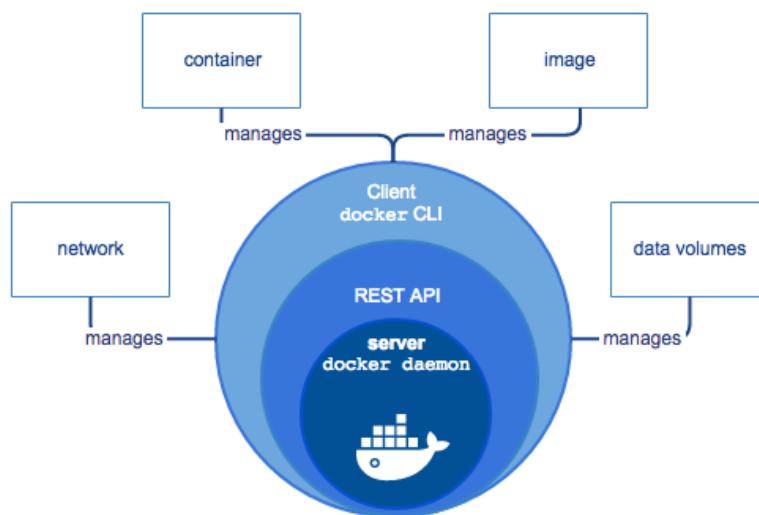 container
image
manages
manages
Client
docker CLI
network
data volumes
REST API
manages
server
manages
docker daemon